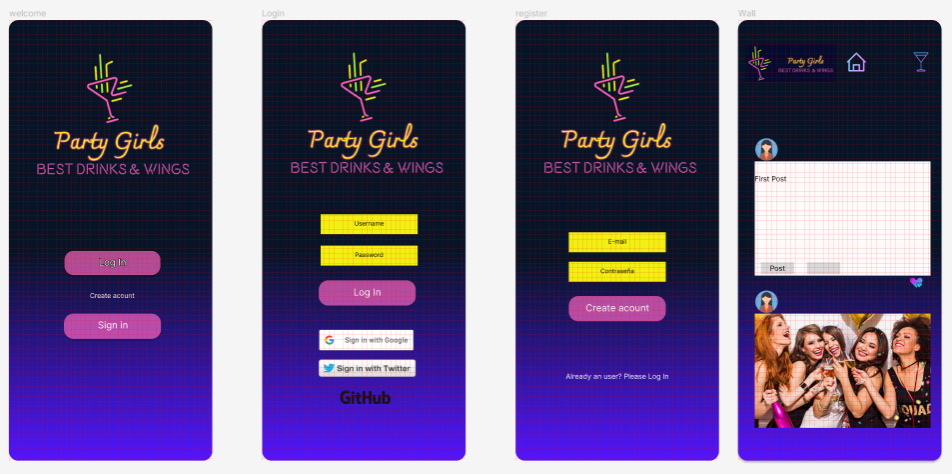 welcome
Party Girls
BEST DRINKS & WINGS
Log In
Create acount
Sign in
Login
Party Girls
BEST DRINKS & WINGS
Username
Password
Log In
Sign in with Google
Sign in with Twitter
GitHub
register
Party Girls
BEST DRINKS & WINGS
E-mail
Contraseña
Create acount
Already an user? Please Log In
Wall
Party Girls
BEST DRINKS & WINGS
First Post
Post